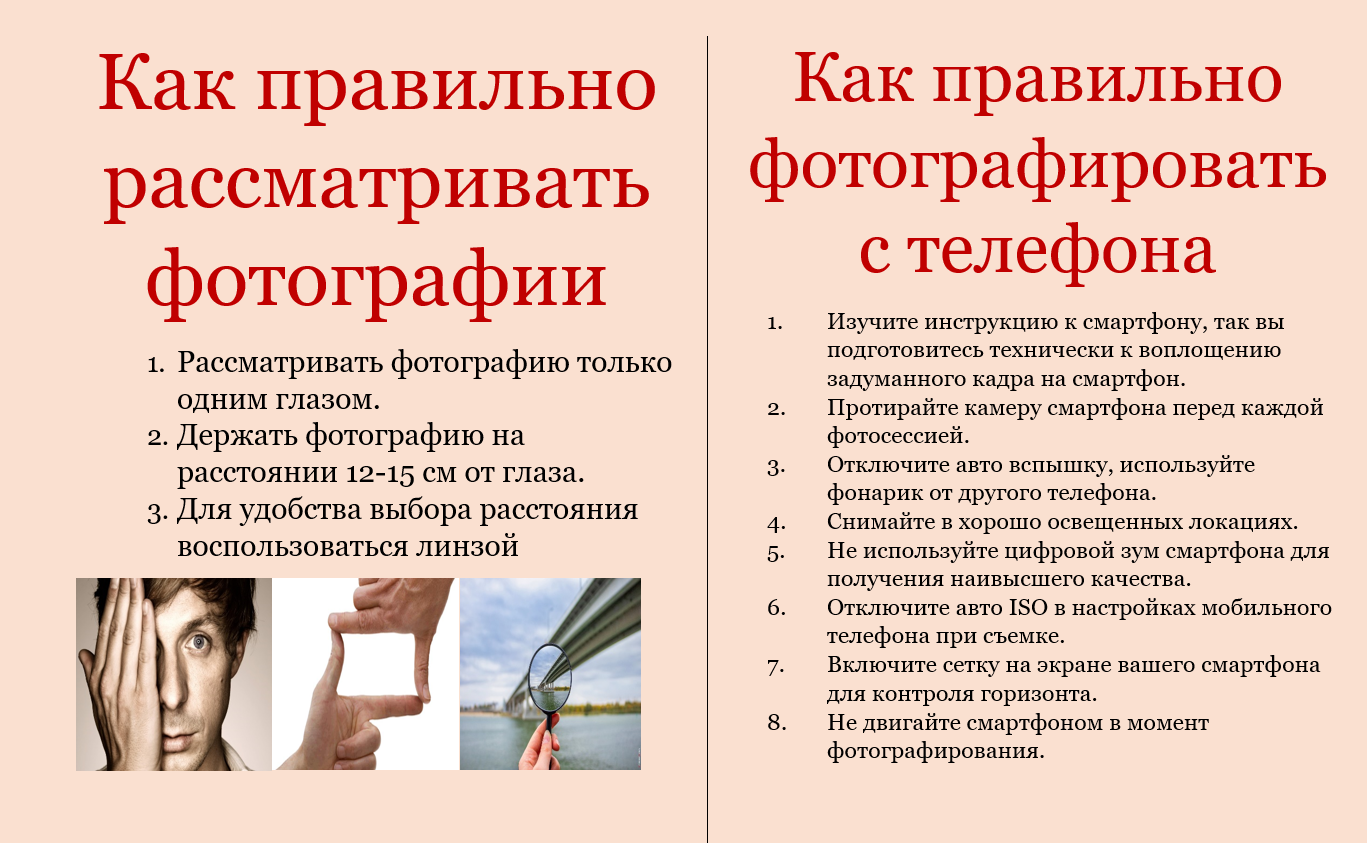 Как правильно
рассматривать
фотографии
1. Рассматривать фотографию только
одним глазом.
2. Держать фотографию на
расстоянии 12-15 см от глаза.
3. Для удобства выбора расстояния
воспользоваться линзой
Как правильно
фотографировать
с телефона
1. Изучите инструкцию к смартфону, так вы
подготовитесь технически к воплощению
задуманного кадра на смартфон.
2. Протирайте камеру смартфона перед каждой
фотосессией.
3. Отключите авто вспышку, используйте
фонарик от другого телефона.
4. Снимайте в хорошо освещенных локациях.
5. Не используйте цифровой зум смартфона для
получения наивысшего качества.
6. Отключите авто ISO в настройках мобильного
телефона при съемке.
7. Включите сетку на экране вашего смартфона
для контроля горизонта.
8. Не двигайте смартфоном в момент
фотографирования.